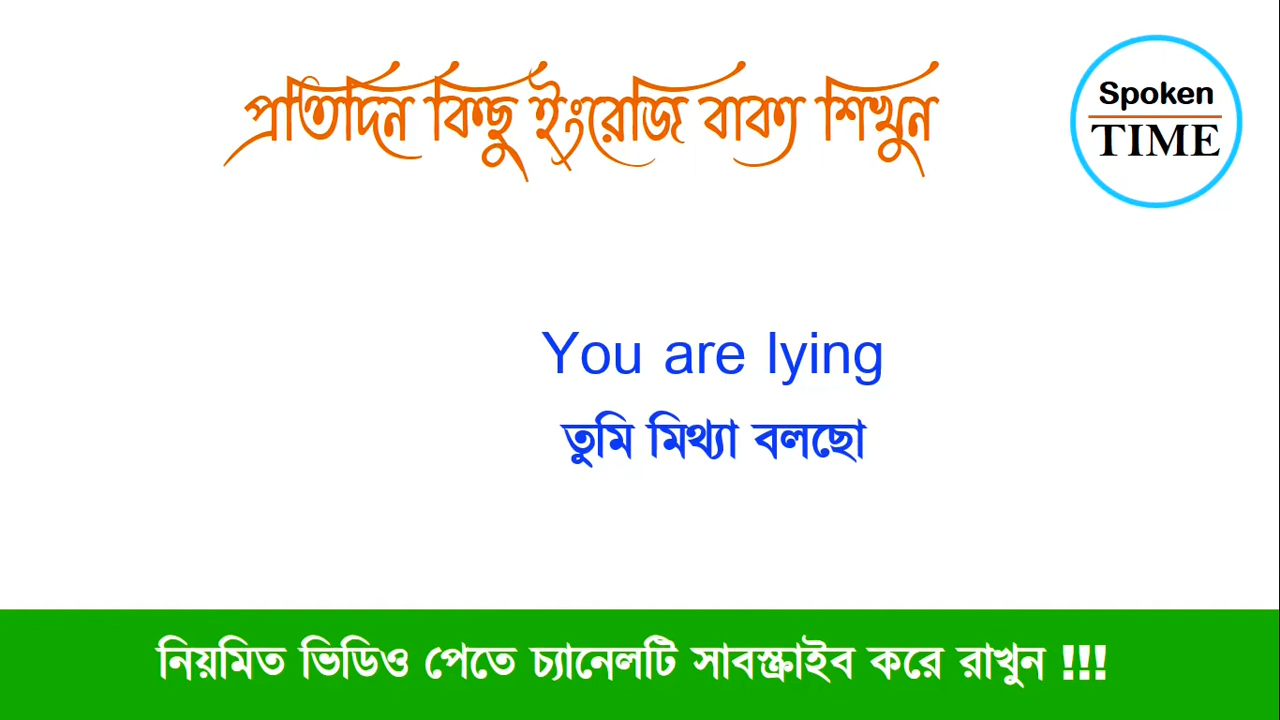 প্রতিদিন কিছু ইংরেজি বাক্য শিখুন
Spoken
TIME
You are lying
তুমি মিথ্যা বলছো
নিয়মিত ভিডিও পেতে চ্যানেলটি সাবস্ক্রাইব করে রাখুন !!!